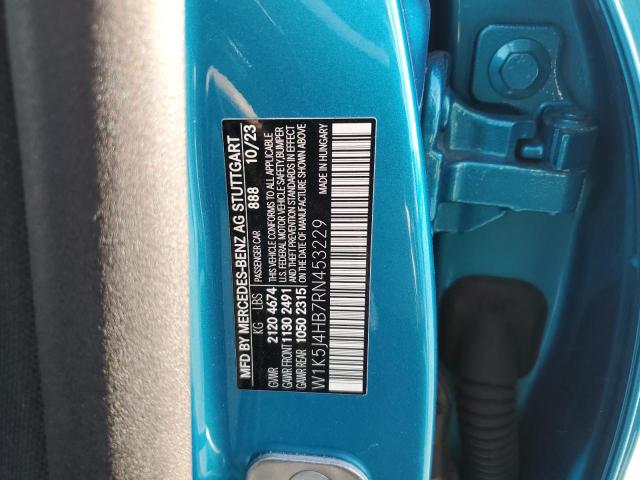 MFD BY MERCEDES-BENZ AG STUTTGART
PASSENGER CAR 888 10/23
KG LBS
GVWR 2120 4674
GAWR FRONT 1130 2491
GAWR REAR 1050 2315
THIS VEHICLE CONFORMS TO ALL APPLICABLE
U.S. FEDERAL MOTOR VEHICLE SAFETY, BUMPER
AND THEFT PREVENTION STANDARDS IN EFFECT
ON THE DATE OF MANUFACTURE SHOWN ABOVE
MADE IN HUNGARY
W1K5J4HB7RN453229